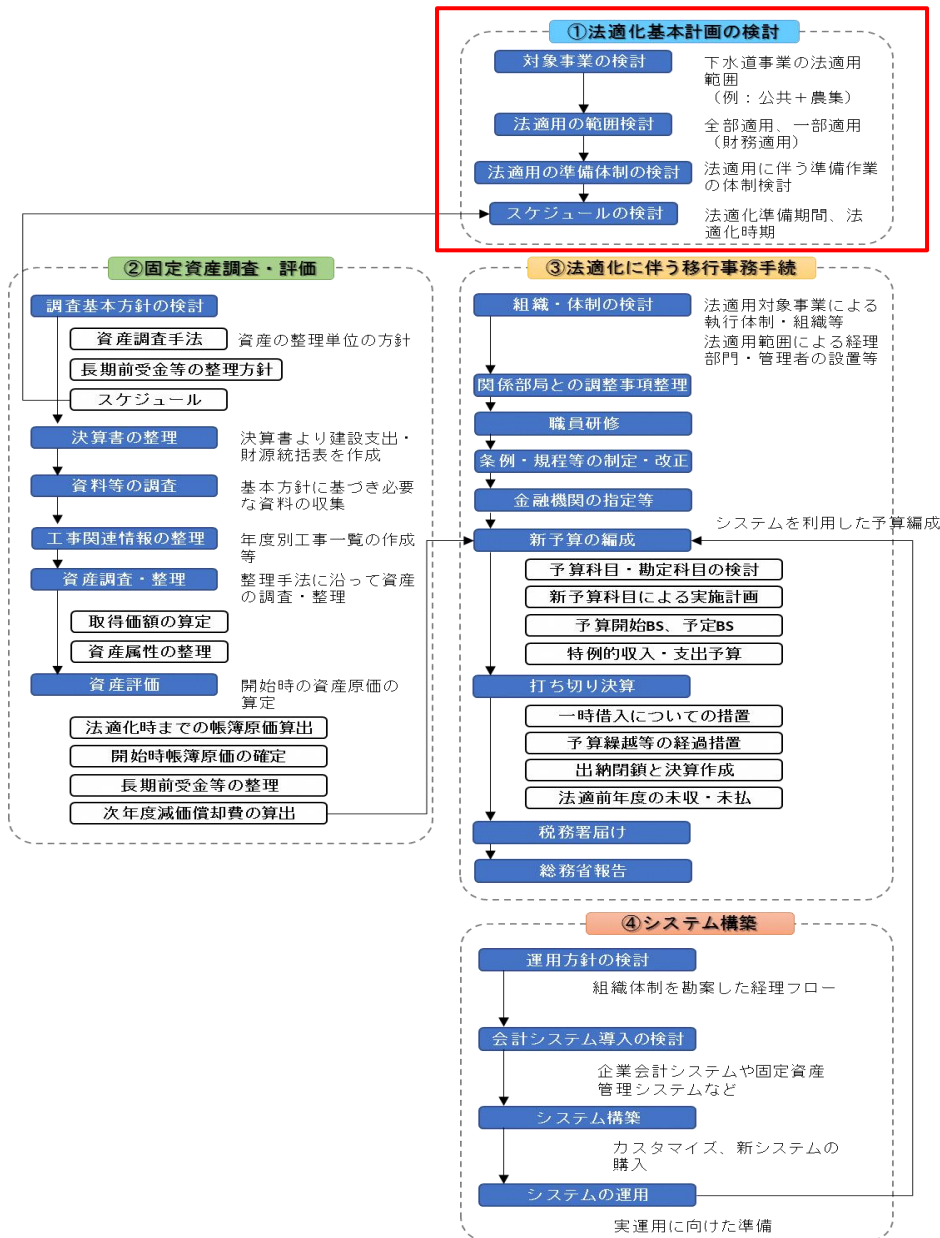 ①法適化基本計画の検討
対象事業の検討
下水道事業の法適用
範囲
（例：公共＋農集）
法適用の範囲検討
全部適用、一部適用
（財務適用）
法適用の準備体制の検討
法適用に伴う準備作業
の体制検討
スケジュールの検討
法適化準備期間、法
適化時期
②固定資産調査・評価
調査基本方針の検討
資産調査手法
資産の整理単位の方針
長期前受金等の整理方針
スケジュール
決算書の整理
決算書より建設支出・
財源統括表を作成
資料等の調査
基本方針に基づき必要
な資料の収集
工事関連情報の整理
年度別工事一覧の作成
等
資産調査・整理
整理手法に沿って資産
の調査・整理
取得価額の算定
資産属性の整理
資産評価
開始時の資産原価の
算定
法適化時までの帳簿原価算出
開始時帳簿原価の確定
長期前受金等の整理
次年度減価償却費の算出
③法適化に伴う移行事務手続
組織・体制の検討
法適用対象事業による
執行体制・組織等
法適用範囲による経理
部門・管理者の設置等
関係部局との調整事項整理
職員研修
条例・規程等の制定・改正
金融機関の指定等
システムを利用した予算編成
新予算の編成
予算科目・勘定科目の検討
新予算科目による実施計画
予算開始BS、予定BS
特例的収入・支出予算
打ち切り決算
一時借入についての措置
予算繰越等の経過措置
出納閉鎖と決算作成
法適前年度の未収・未払
税務署届け
総務省報告
④システム構築
運用方針の検討
組織体制を勘案した経理フロー
会計システム導入の検討
企業会計システムや固定資産
管理システムなど
システム構築
カスタマイズ、新システムの
購入
システムの運用
実運用に向けた準備